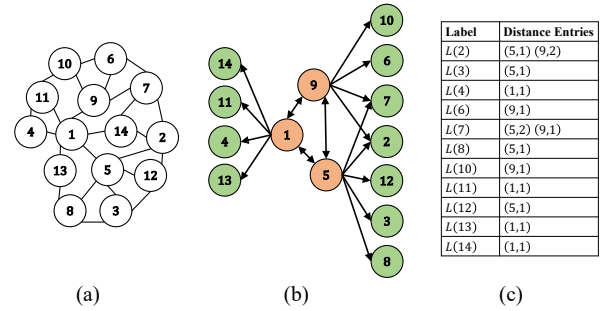 10
6
11
9
7
4
1
14
2
13
5
12
8
3
(a)
10
14
6
9
11
7
1
4
2
5
13
12
3
8
(b)
Label Distance Entries
L(2) (5,1) (9,2)
L(3) (5,1)
L(4) (1,1)
L(6) (9,1)
L(7) (5,2) (9,1)
L(8) (5,1)
L(10) (9,1)
L(11) (1,1)
L(12) (5,1)
L(13) (1,1)
L(14) (1,1)
(c)